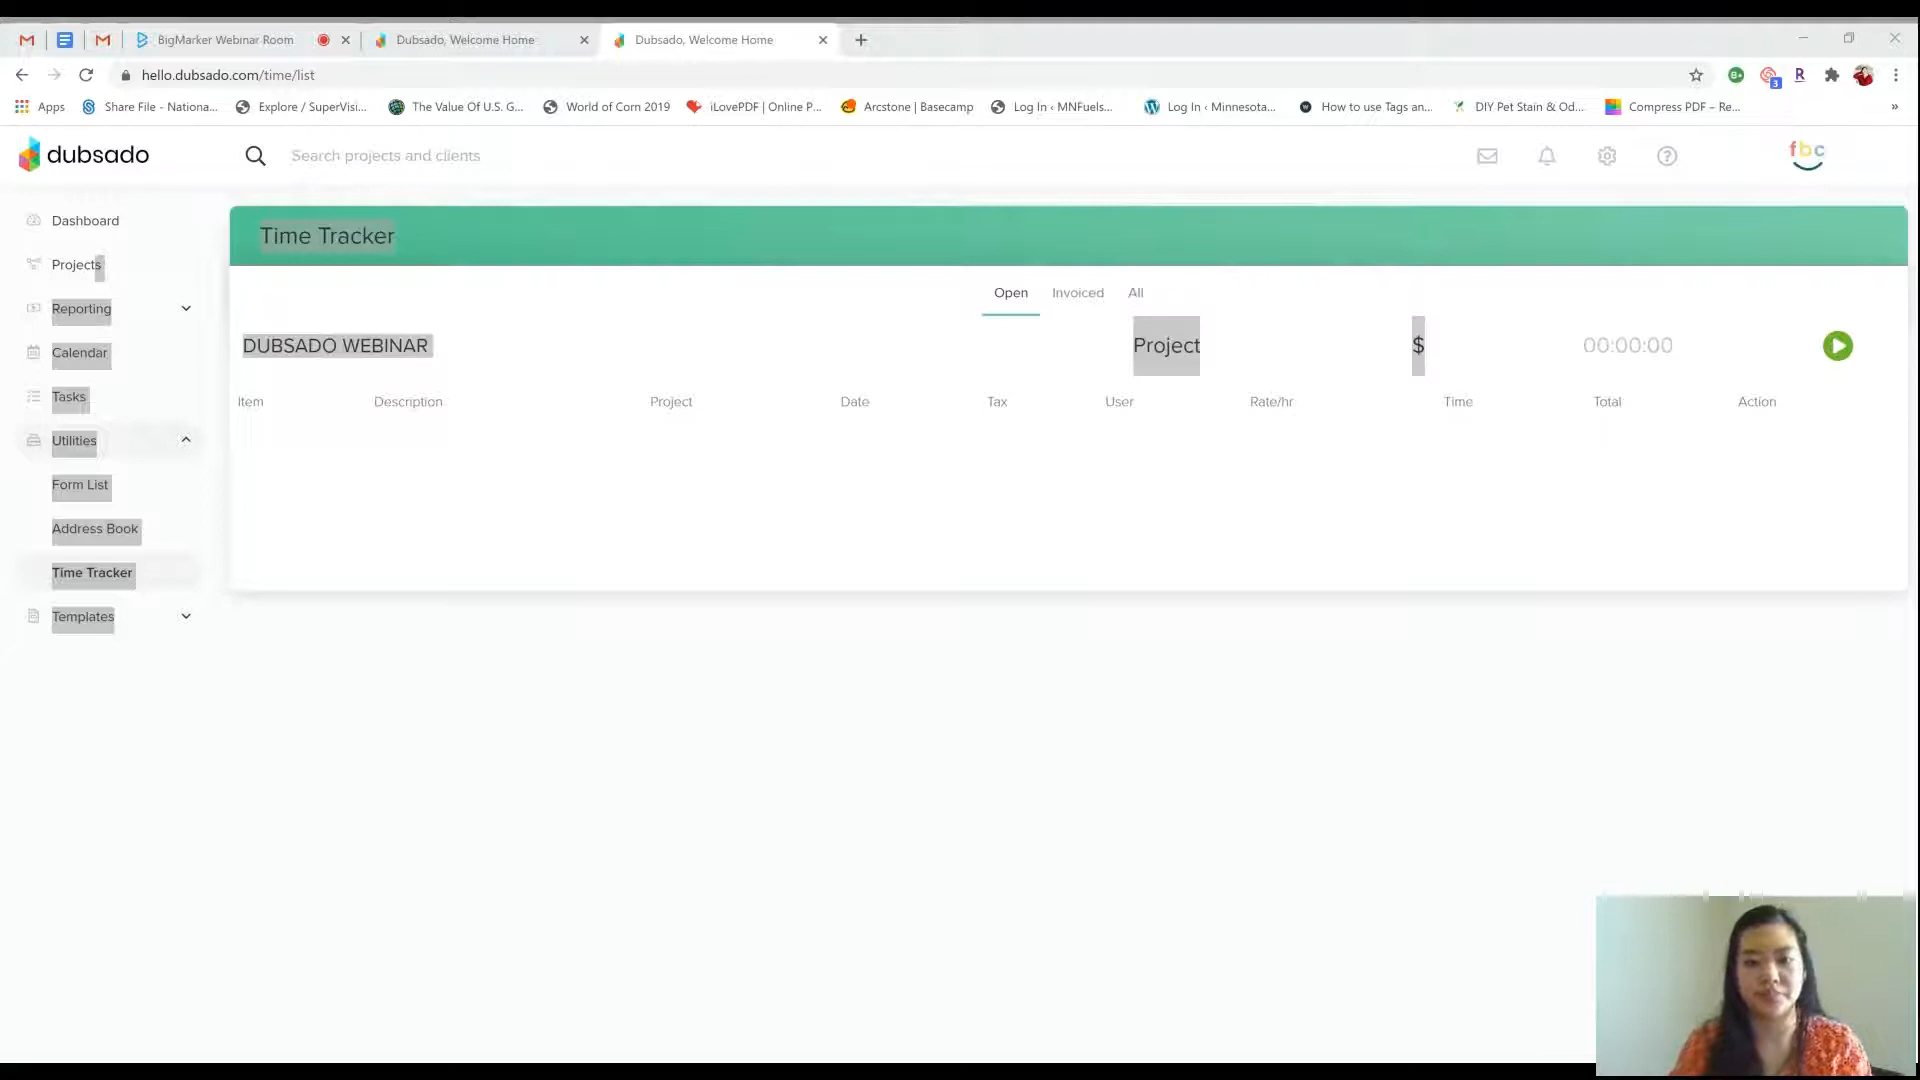 BigMarker Webinar Room
Dubsado, Welcome Home
Dubsado, Welcome Home
hello.dubsado.com/time/list
B+
3
R
Apps
Share File - Nationa...
Explore / SuperVisi...
The Value Of U.S. G...
World of Corn 2019
iLovePDF | Online P...
Arcstone | Basecamp
Log In ‹ MNFuels...
Log In ‹ Minnesota...
How to use Tags an...
DIY Pet Stain & Od...
Compress PDF – Re...
»
dubsado
Search projects and clients
fbc
Dashboard
Projects
Reporting
Calendar
Tasks
Utilities
Form List
Address Book
Time Tracker
Templates
Time Tracker
Open Invoiced All
DUBSADO WEBINAR Project $ 00:00:00
Item Description Project Date Tax User Rate/hr Time Total Action